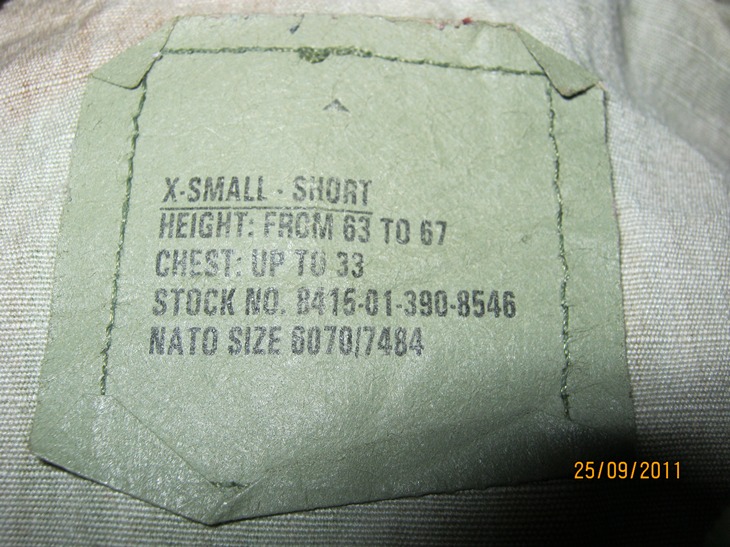 X-SMALL - SHORT
HEIGHT: FROM 63 TO 67
CHEST: UP TO 33
STOCK NO. 8415-01-390-8546
NATO SIZE 6070/7484
25/09/2011